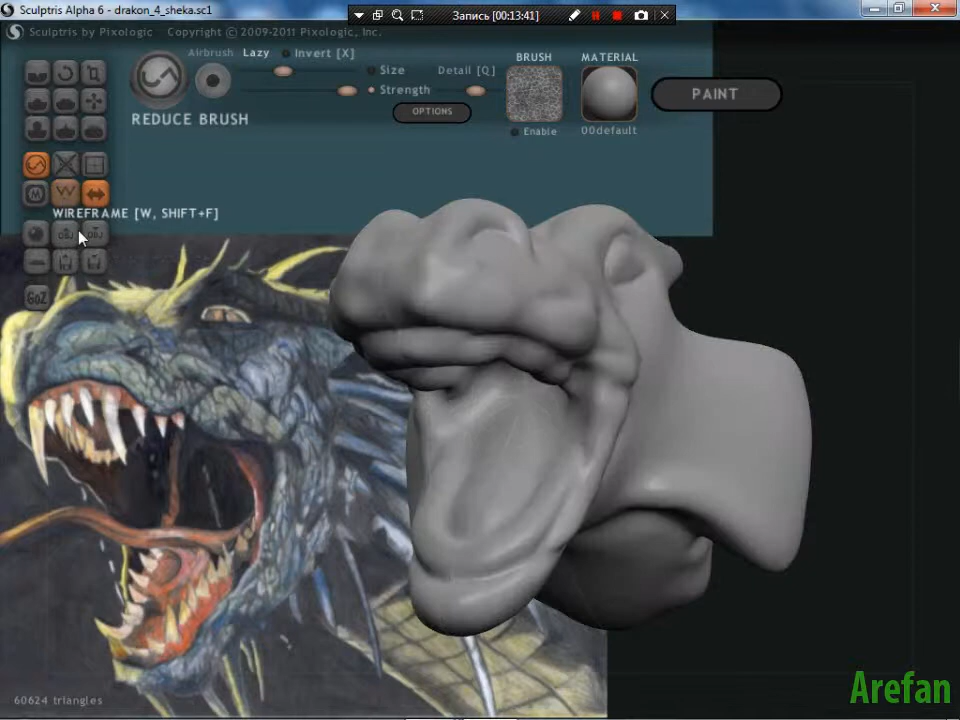 Sculptris Alpha 6 - drakon_4_sheka.sc1
Запись [00:13:41]
Sculptris by Pixologic Copyright © 2009-2011 Pixologic, Inc.
Airbrush Lazy Invert [X]
Size Detail [Q]
Strength
OPTIONS
REDUCE BRUSH
BRUSH
Enable
MATERIAL
00default
PAINT
WIREFRAME [W, SHIFT+F]
OBJ
GoZ
60624 triangles
Arefan